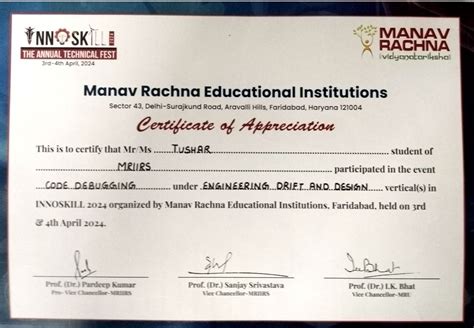 INNOSKILL 2024
THE ANNUAL TECHNICAL FEST
3rd-4th April, 2024
MANAV RACHNA
vidyanatariksha
Manav Rachna Educational Institutions
Sector 43, Delhi-Surajkund Road, Aravalli Hills, Faridabad, Haryana 121004
Certificate of Appreciation
This is to certify that Mr/Ms TUSHAR student of
MRIIRS participated in the event
CODE DEBUGGING under ENGINEERING DRIFT AND DESIGN vertical(s) in
INNOSKILL 2024 organized by Manav Rachna Educational Institutions, Faridabad, held on 3rd
& 4th April 2024.
Prof. (Dr.) Pardeep Kumar
Pro- Vice Chancellor-MRIIRS
Prof. (Dr.) Sanjay Srivastava
Vice Chancellor-MRIIRS
Prof. (Dr.) I.K. Bhat
Vice Chancellor-MRU